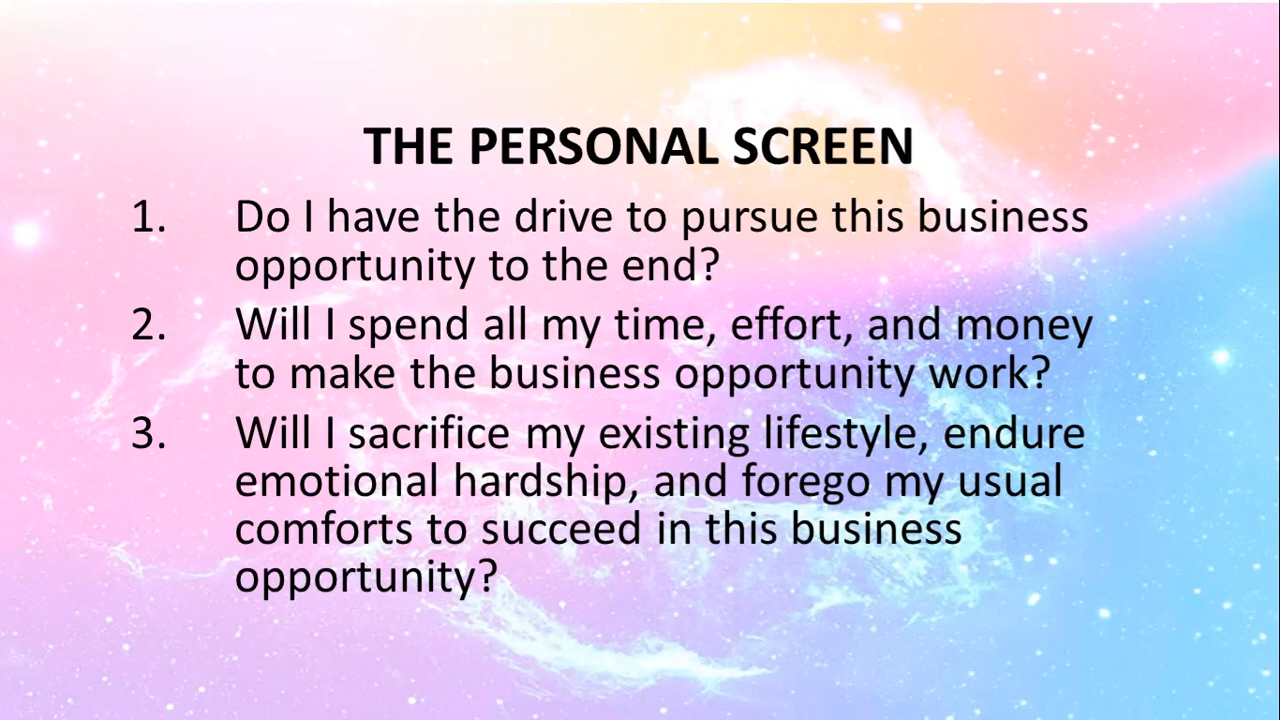 THE PERSONAL SCREEN
1. Do I have the drive to pursue this business
opportunity to the end?
2. Will I spend all my time, effort, and money
to make the business opportunity work?
3. Will I sacrifice my existing lifestyle, endure
emotional hardship, and forego my usual
comforts to succeed in this business
opportunity?